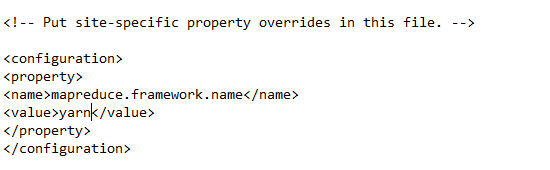 <!-- Put site-specific property overrides in this file. -->
<configuration>
<property>
<name>mapreduce.framework.name</name>
<value>yarn</value>
</property>
</configuration>